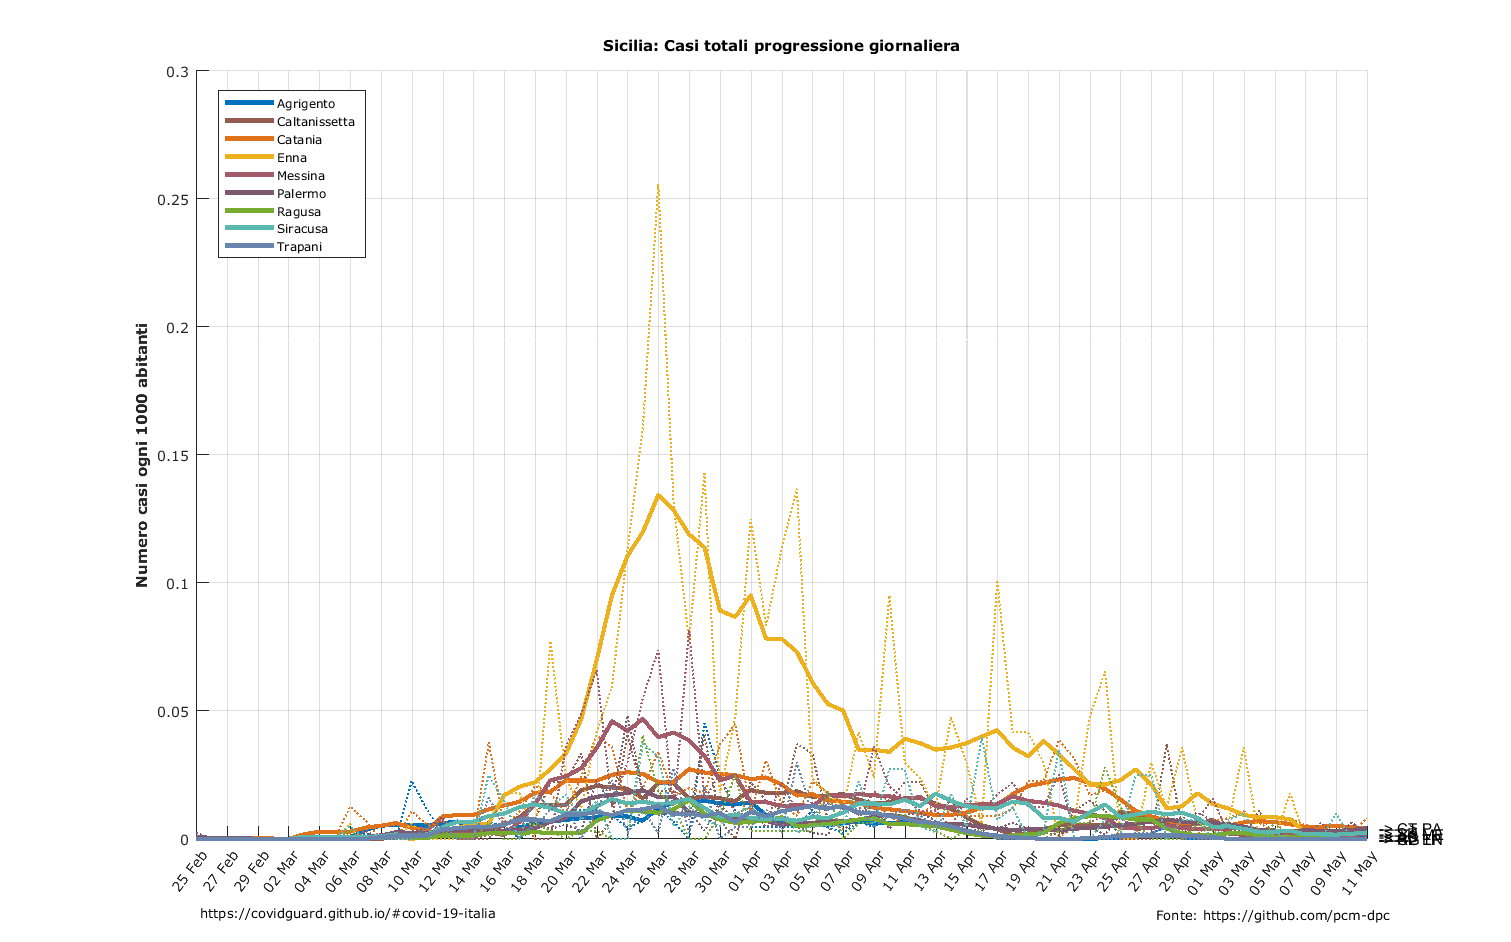 Sicilia: Casi totali progressione giornaliera
0.3
0.25
0.2
0.15
0.1
0.05
0
Numero casi ogni 1000 abitanti
Agrigento
Caltanissetta
Catania
Enna
Messina
Palermo
Ragusa
Siracusa
Trapani
25 Feb
27 Feb
29 Feb
02 Mar
04 Mar
06 Mar
08 Mar
10 Mar
12 Mar
14 Mar
16 Mar
18 Mar
20 Mar
22 Mar
24 Mar
26 Mar
28 Mar
30 Mar
01 Apr
03 Apr
05 Apr
07 Apr
09 Apr
11 Apr
13 Apr
15 Apr
17 Apr
19 Apr
21 Apr
23 Apr
25 Apr
27 Apr
29 Apr
01 May
03 May
05 May
07 May
09 May
11 May
https://covidguard.github.io/#covid-19-italia
Fonte: https://github.com/pcm-dpc